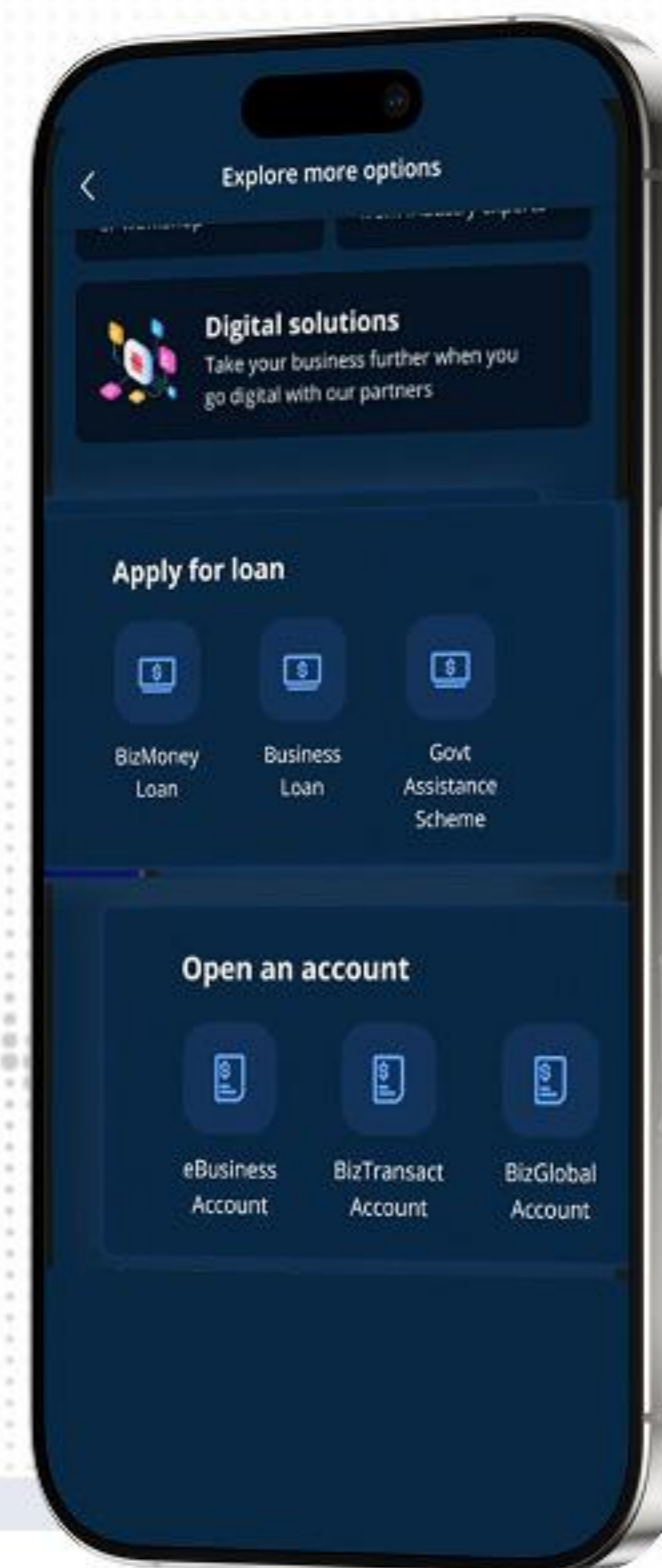 Explore more options
Digital solutions
Take your business further when you
go digital with our partners
Apply for loan
BizMoney
Loan
Business
Loan
Govt
Assistance
Scheme
Open an account
eBusiness
Account
BizTransact
Account
BizGlobal
Account